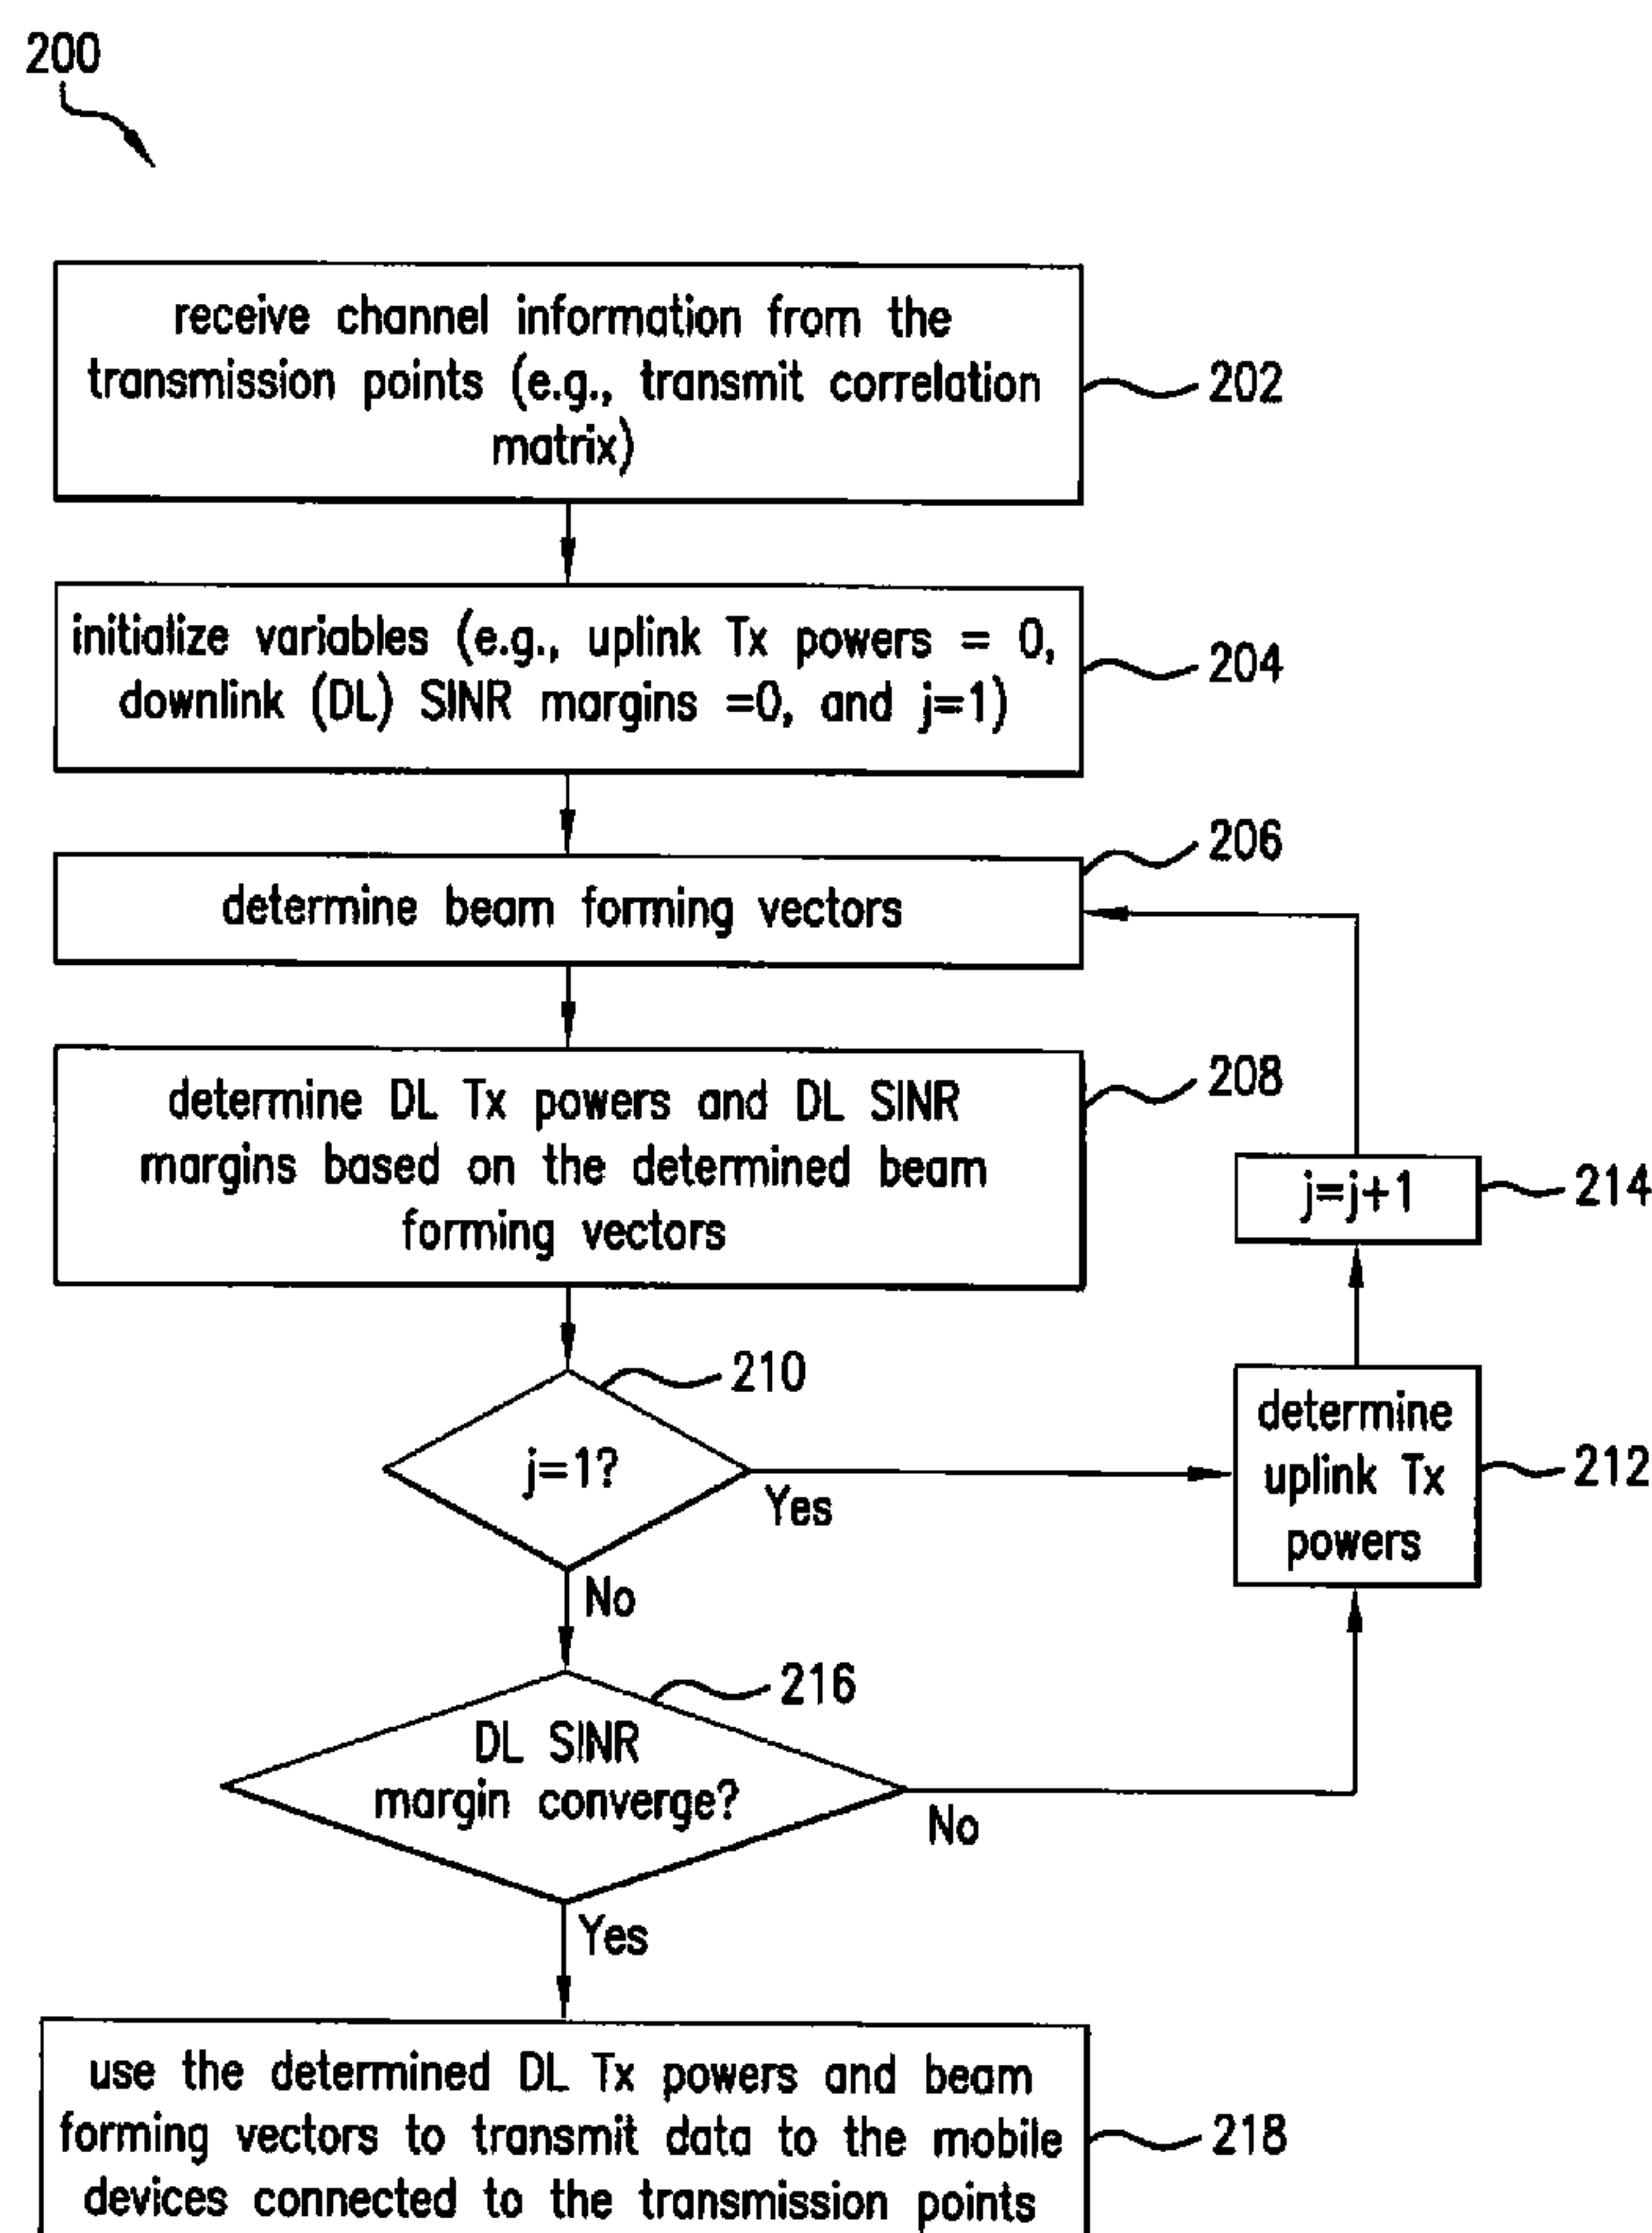 200
receive channel information from the
transmission points (e.g., transmit correlation
matrix)
202
initialize variables (e.g., uplink Tx powers = 0,
downlink (DL) SINR margins =0, and j=1)
204
206
determine beam forming vectors
determine DL Tx powers and DL SINR
margins based on the determined beam
forming vectors
208
j=j+1
214
210
j=1?
Yes
No
determine
uplink Tx
powers
212
216
DL SINR
margin converge?
No
Yes
use the determined DL Tx powers and beam
forming vectors to transmit data to the mobile
devices connected to the transmission points
218